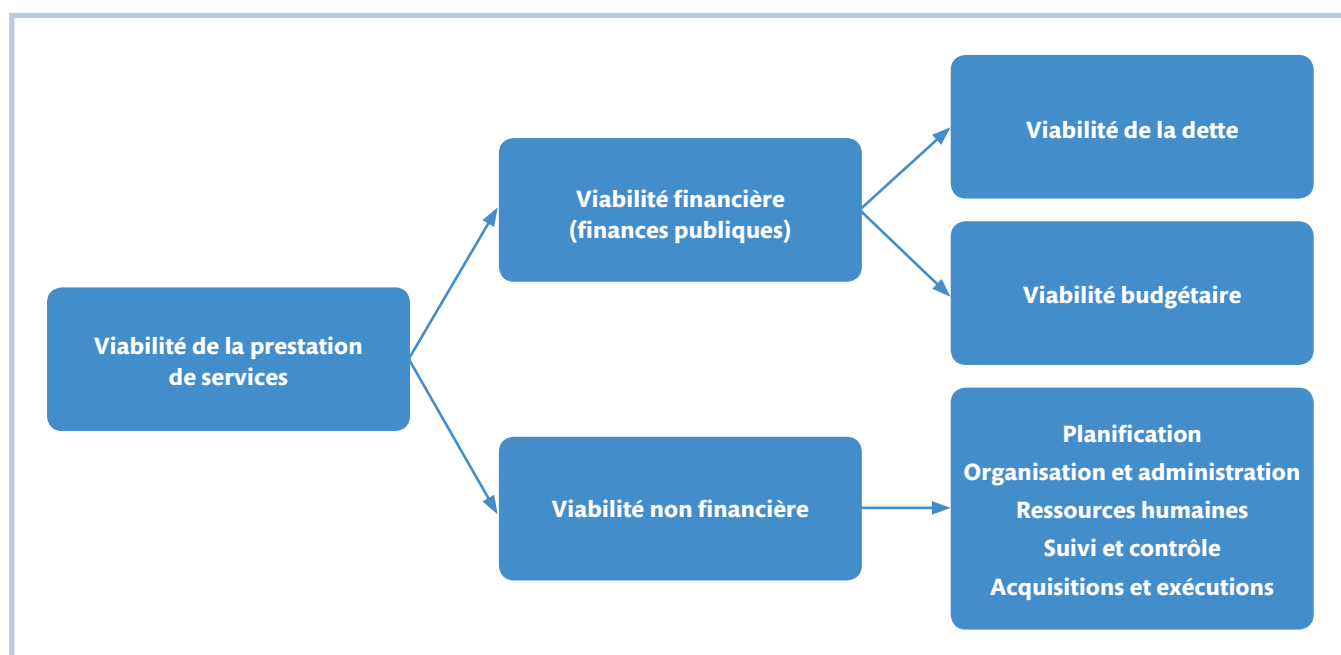 Viabilité de la prestation
de services
Viabilité financière
(finances publiques)
Viabilité non financière
Viabilité de la dette
Viabilité budgétaire
Planification
Organisation et administration
Ressources humaines
Suivi et contrôle
Acquisitions et exécutions